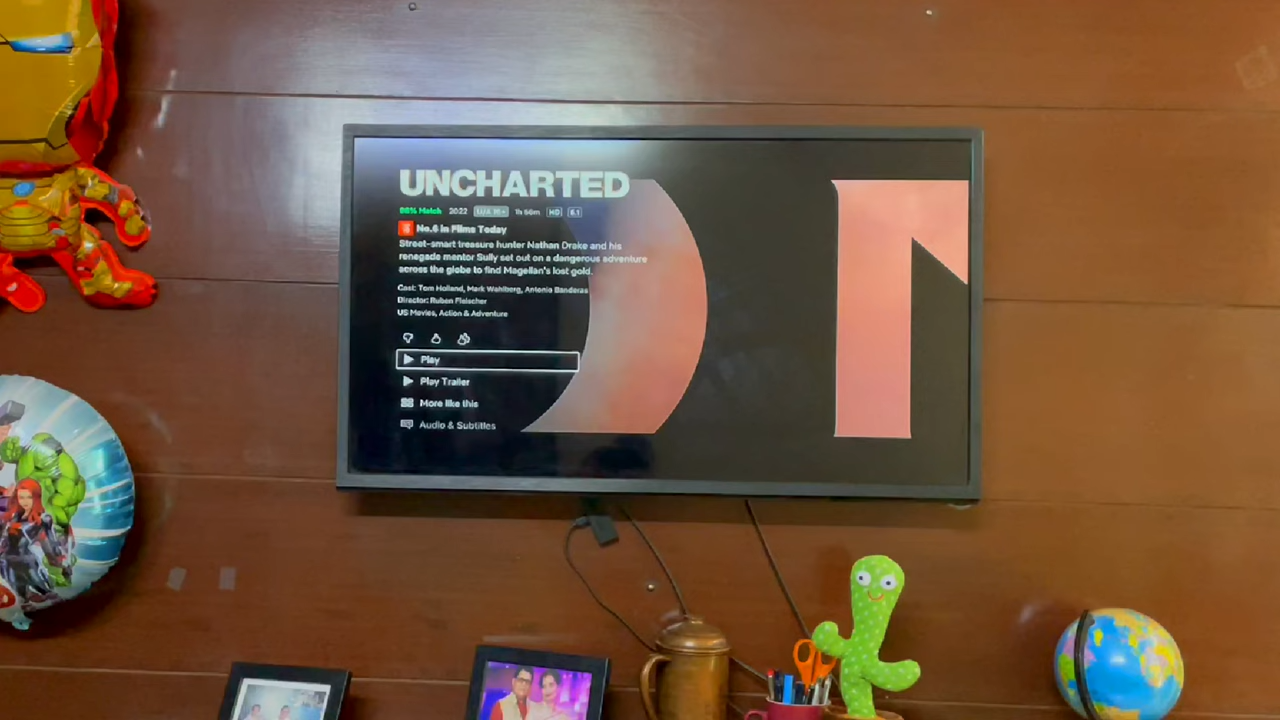 UNCHARTED
98% Match 2022 U/A 16+ 1h 56m HD 5.1
No.6 in Films Today
Street-smart treasure hunter Nathan Drake and his
renegade mentor Sully set out on a dangerous adventure
across the globe to find Magellan's lost gold.
Cast: Tom Holland, Mark Wahlberg, Antonio Banderas
Director: Ruben Fleischer
US Movies, Action & Adventure
Play
Play Trailer
More like this
Audio & Subtitles